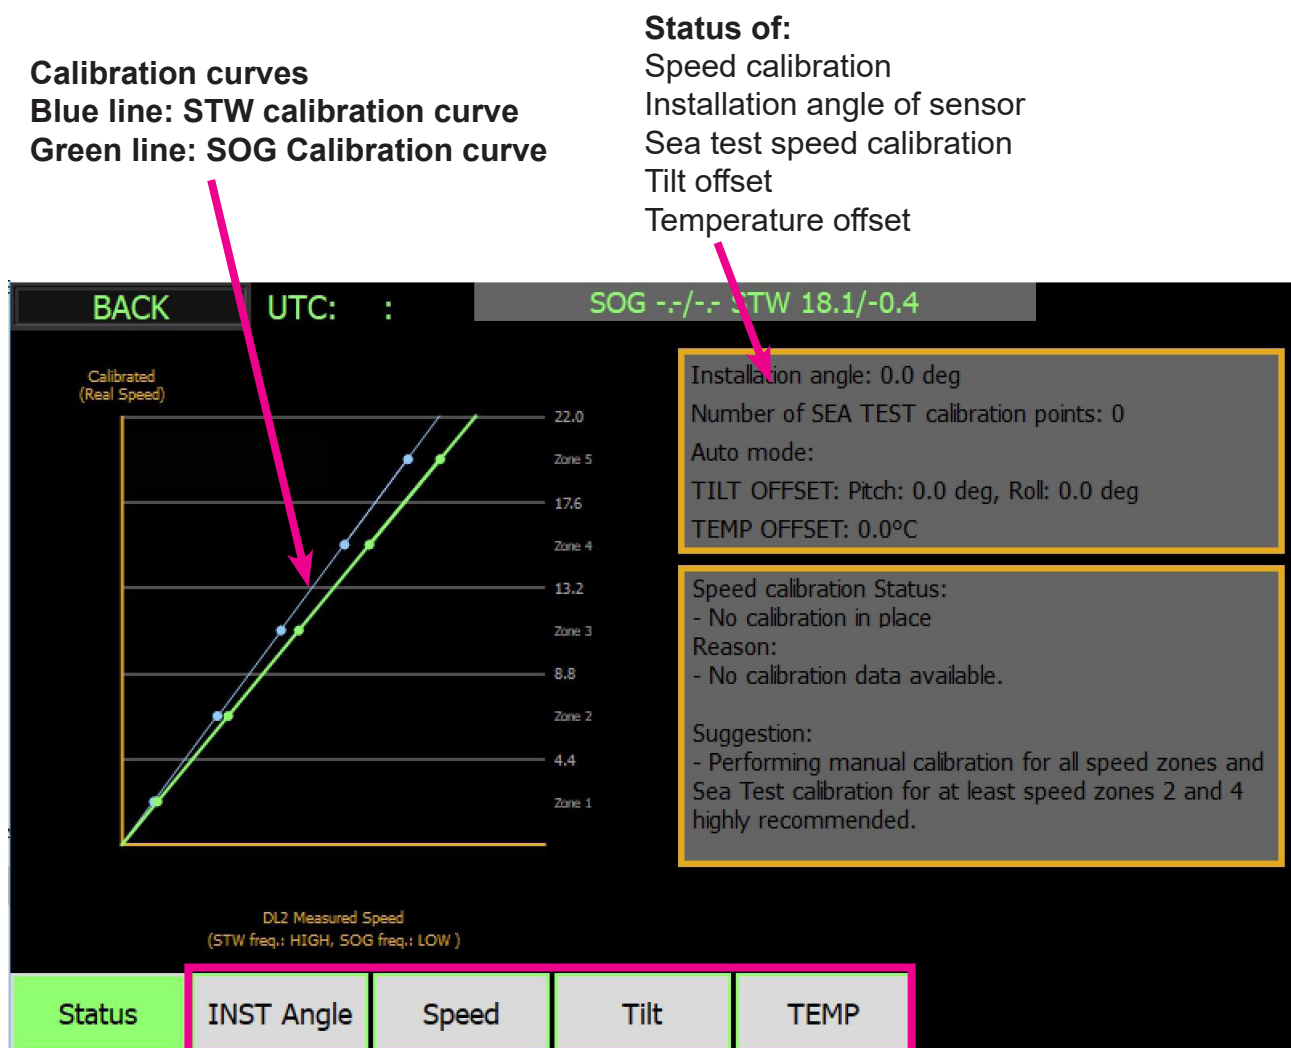 Calibration curves
Blue line: STW calibration curve
Green line: SOG Calibration curve
Status of:
Speed calibration
Installation angle of sensor
Sea test speed calibration
Tilt offset
Temperature offset
BACK
UTC: :
SOG -.-/-.- STW 18.1/-0.4
Calibrated
(Real Speed)
22.0
Zone 5
17.6
Zone 4
13.2
Zone 3
8.8
Zone 2
4.4
Zone 1
DL2 Measured Speed
(STW freq.: HIGH, SOG freq.: LOW )
Installation angle: 0.0 deg
Number of SEA TEST calibration points: 0
Auto mode:
TILT OFFSET: Pitch: 0.0 deg, Roll: 0.0 deg
TEMP OFFSET: 0.0ºC
Speed calibration Status:
- No calibration in place
Reason:
- No calibration data available.
Suggestion:
- Performing manual calibration for all speed zones and
Sea Test calibration for at least speed zones 2 and 4
highly recommended.
Status
INST Angle
Speed
Tilt
TEMP